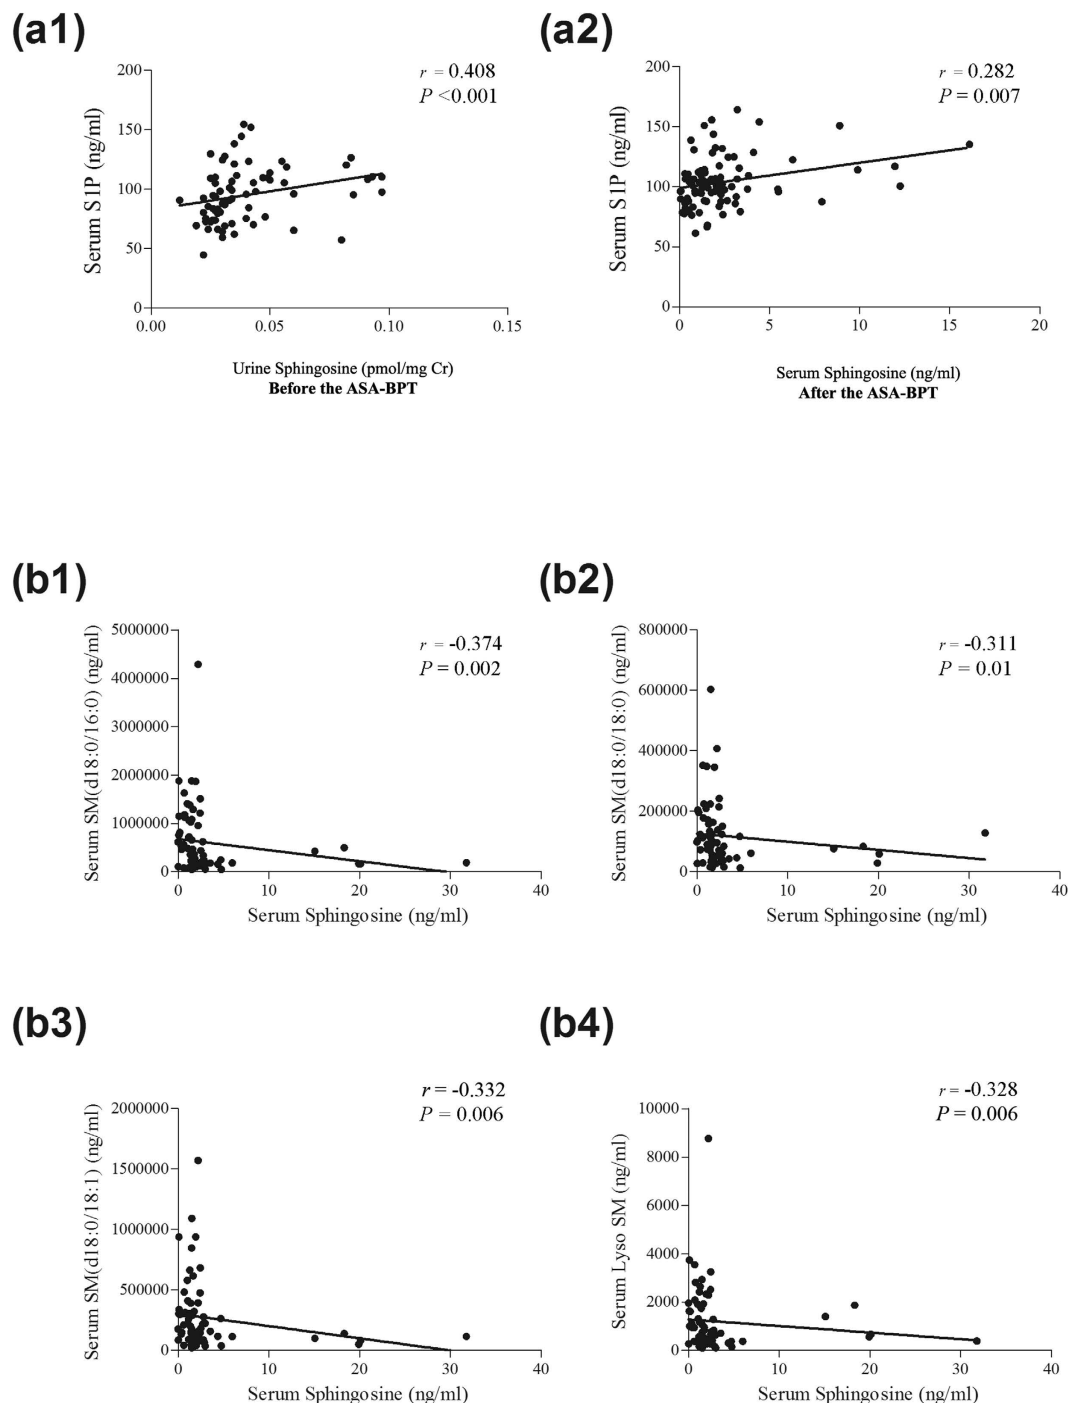 (a1)
Serum S1P (ng/ml)
200
150
100
50
0
0.00
0.05
0.10
0.15
r = 0.408
P <0.001
Urine Sphingosine (pmol/mg Cr)
Before the ASA-BPT
(a2)
Serum S1P (ng/ml)
200
150
100
50
0
0
5
10
15
20
r = 0.282
P = 0.007
Serum Sphingosine (ng/ml)
After the ASA-BPT
(b1)
Serum SM(d18:0/16:0) (ng/ml)
5000000
4000000
3000000
2000000
1000000
0
0
10
20
30
40
r = -0.374
P = 0.002
Serum Sphingosine (ng/ml)
(b2)
Serum SM(d18:0/18:0) (ng/ml)
800000
600000
400000
200000
0
0
10
20
30
40
r = -0.311
P = 0.01
Serum Sphingosine (ng/ml)
(b3)
Serum SM(d18:0/18:1) (ng/ml)
2000000
1500000
1000000
500000
0
0
10
20
30
40
r = -0.332
P = 0.006
Serum Sphingosine (ng/ml)
(b4)
Serum Lyso SM (ng/ml)
10000
8000
6000
4000
2000
0
0
10
20
30
40
r = -0.328
P = 0.006
Serum Sphingosine (ng/ml)